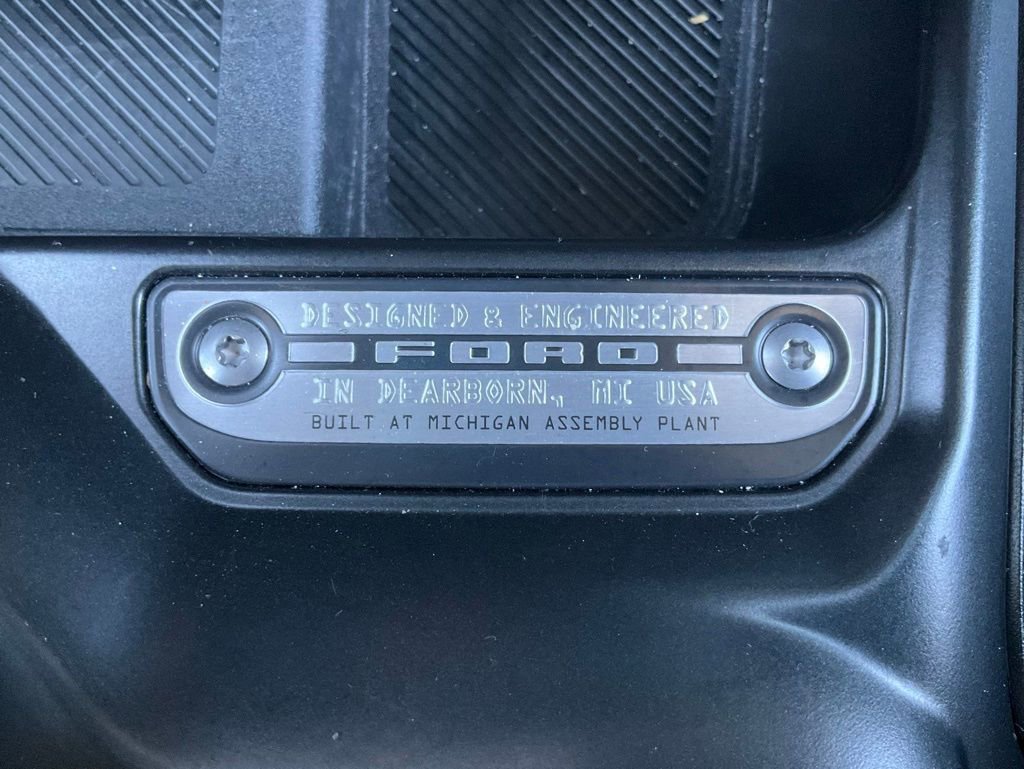 DESIGNED & ENGINEERED
FORD
IN DEARBORN, MI USA
BUILT AT MICHIGAN ASSEMBLY PLANT